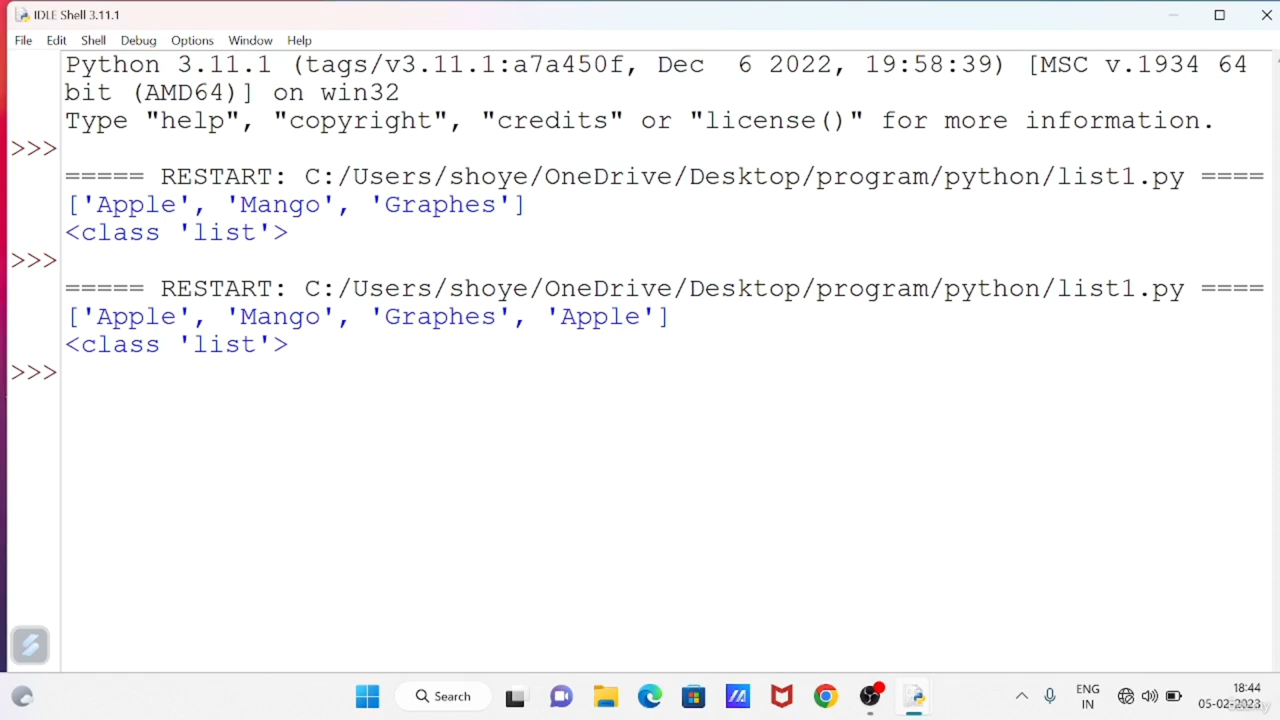 IDLE Shell 3.11.1
File Edit Shell Debug Options Window Help
Python 3.11.1 (tags/v3.11.1:a7a450f, Dec  6 2022, 19:58:39) [MSC v.1934 64
bit (AMD64)] on win32
Type "help", "copyright", "credits" or "license()" for more information.
>>>
===== RESTART: C:/Users/shoye/OneDrive/Desktop/program/python/list1.py ====
['Apple', 'Mango', 'Graphes']
<class 'list'>
>>>
===== RESTART: C:/Users/shoye/OneDrive/Desktop/program/python/list1.py ====
['Apple', 'Mango', 'Graphes', 'Apple']
<class 'list'>
>>>
Search
ENG
IN
18:44
05-02-2023